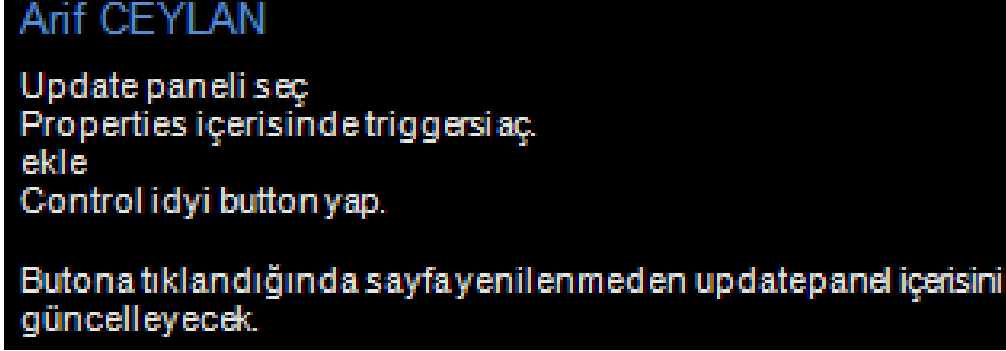 Arif CEYLAN
Update paneli seç
Properties içerisinde triggersi aç.
ekle
Control idyi button yap.
Butona tıklandığında sayfa yenilenmeden updatepanel içerisini
güncelleyecek.